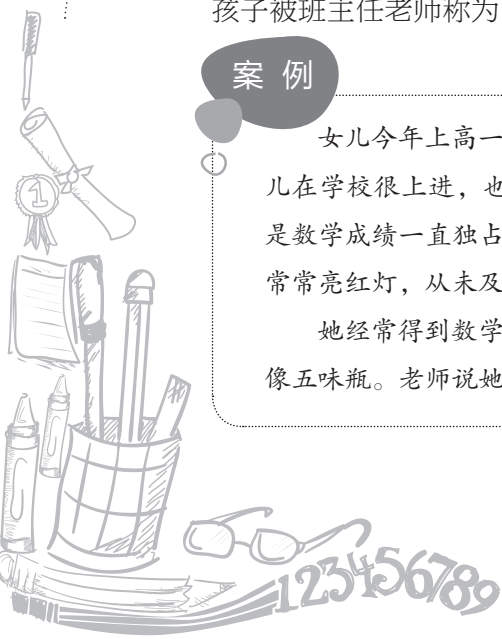 孩子被班主任老师称为
案例
女儿今年上高一
儿在学校很上进，也
是数学成绩一直独占
常常亮红灯，从未及
她经常得到数学
像五味瓶。老师说她
1
123456789